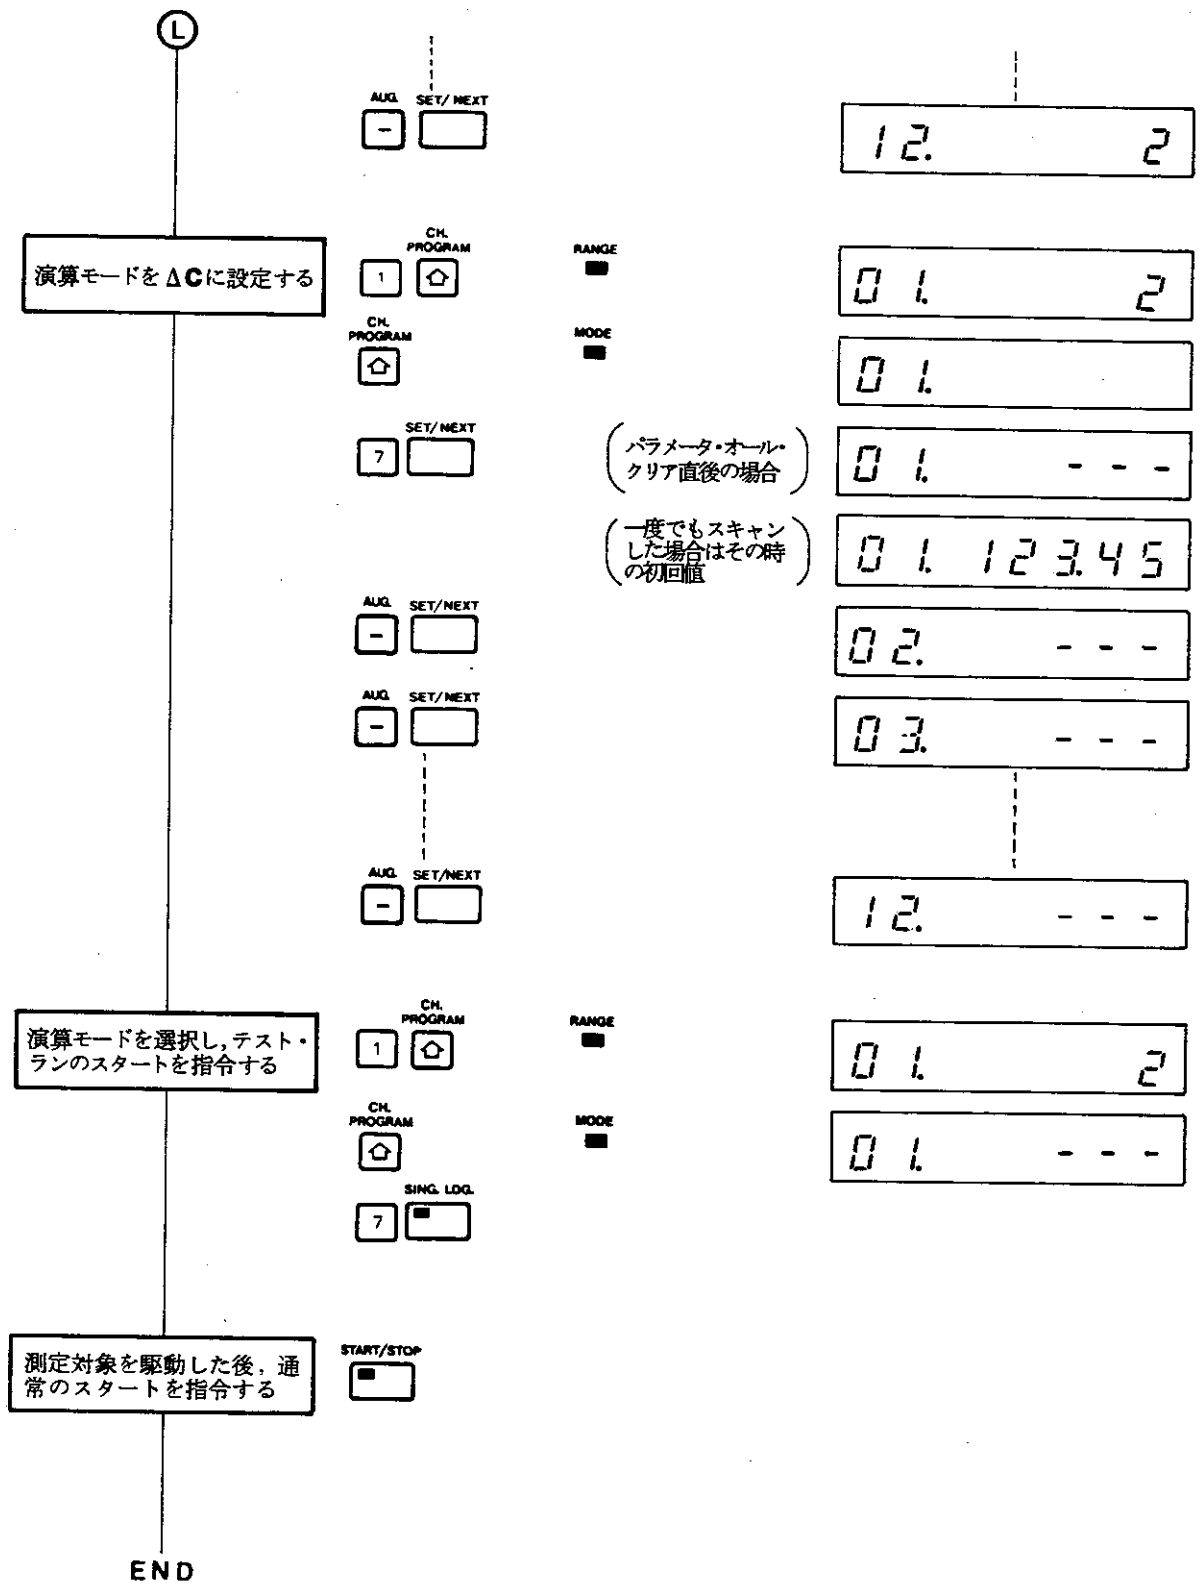 L
AUG. SET/NEXT
-
12. 2
演算モードをΔCに設定する
CH.
PROGRAM
1
RANGE
01. 2
CH.
PROGRAM
MODE
01.
SET/NEXT
7
(パラメータ・オール・
クリア直後の場合)
01. - - -
(一度でもスキャン
した場合はその時
の初回値)
01. 123.45
AUG. SET/NEXT
-
02. - - -
AUG. SET/NEXT
-
03. - - -
AUG. SET/NEXT
-
12. - - -
演算モードを選択し,テスト・
ランのスタートを指令する
CH.
PROGRAM
1
RANGE
01. 2
CH.
PROGRAM
MODE
01. - - -
SING. LOG.
7
測定対象を駆動した後,通
常のスタートを指令する
START/STOP
END